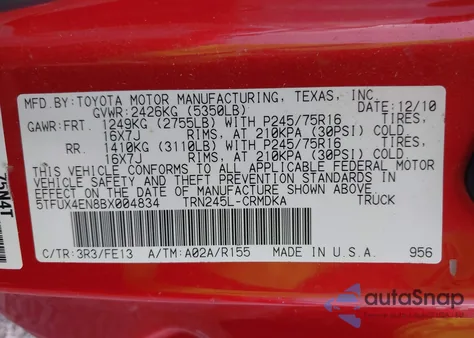 MFD.BY:TOYOTA MOTOR MANUFACTURING, TEXAS, INC.
GVWR:2426KG (5350LB) DATE:12/10
GAWR:FRT. 1249KG (2755LB) WITH P245/75R16 TIRES,
16X7J RIMS, AT 210KPA (30PSI) COLD.
RR. 1410KG (3110LB) WITH P245/75R16 TIRES,
16X7J RIMS, AT 210KPA (30PSI) COLD.
THIS VEHICLE CONFORMS TO ALL APPLICABLE FEDERAL MOTOR
VEHICLE SAFETY AND THEFT PREVENTION STANDARDS IN
EFFECT ON THE DATE OF MANUFACTURE SHOWN ABOVE.
5TFUX4EN8BX004834 TRN245L-CRMDKA TRUCK
C/TR:3R3/FE13 A/TM:A02A/R155 MADE IN U.S.A. 956
75N4T
autoSnap